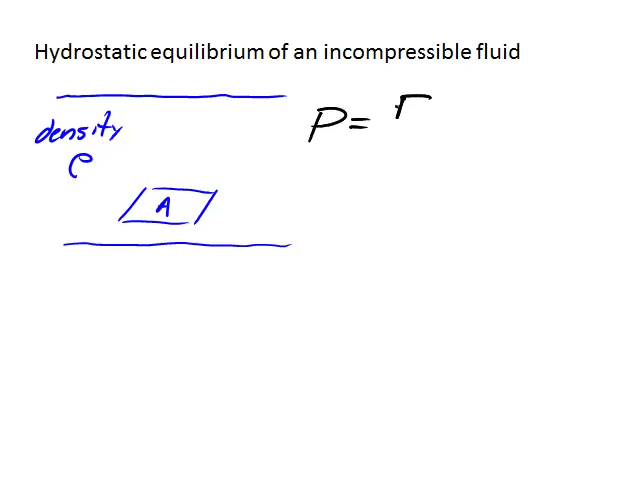 Hydrostatic equilibrium of an incompressible fluid
density
ρ
A
P =